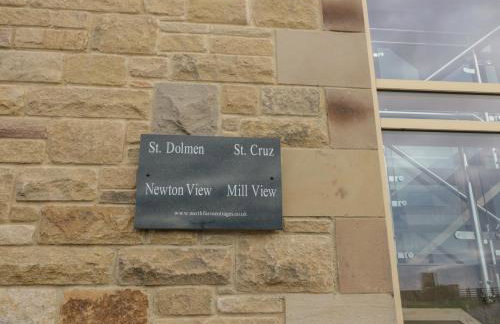 St. Dolmen St. Cruz
Newton View Mill View